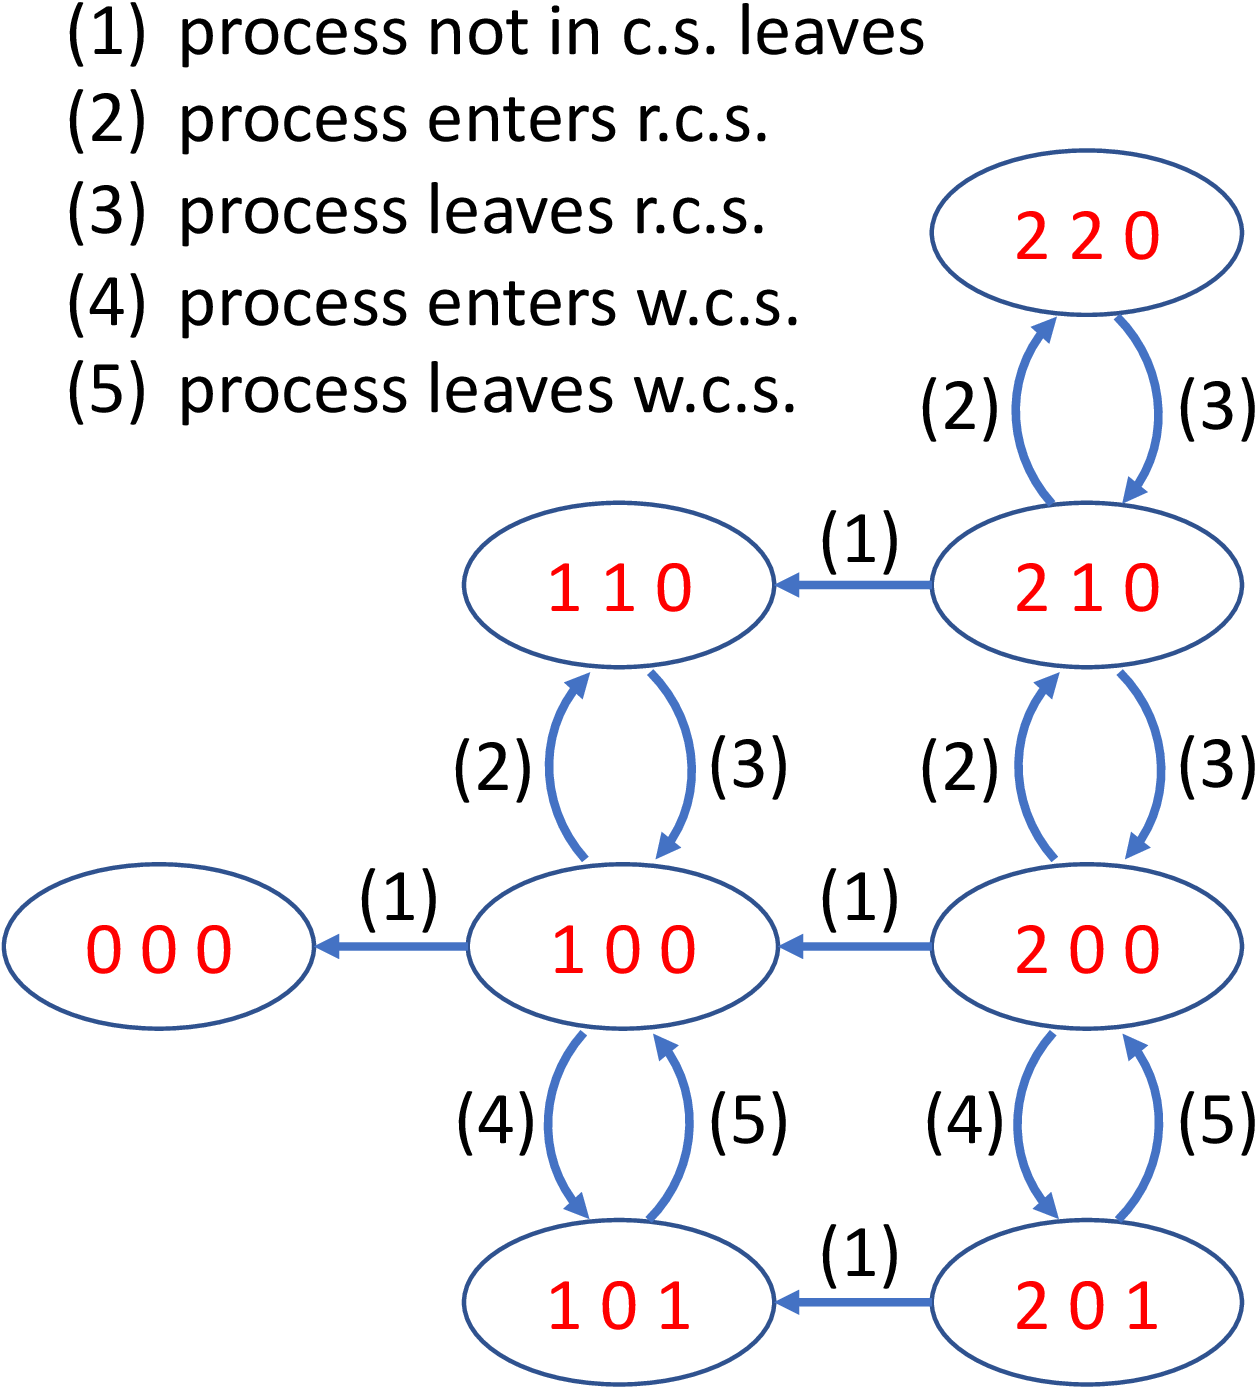 (1) process not in c.s. leaves
(2) process enters r.c.s.
(3) process leaves r.c.s.
(4) process enters w.c.s.
(5) process leaves w.c.s.
2 2 0
(2) (3)
1 1 0 (1) 2 1 0
(2) (3) (2) (3)
0 0 0 (1) 1 0 0 (1) 2 0 0
(4) (5) (4) (5)
1 0 1 (1) 2 0 1